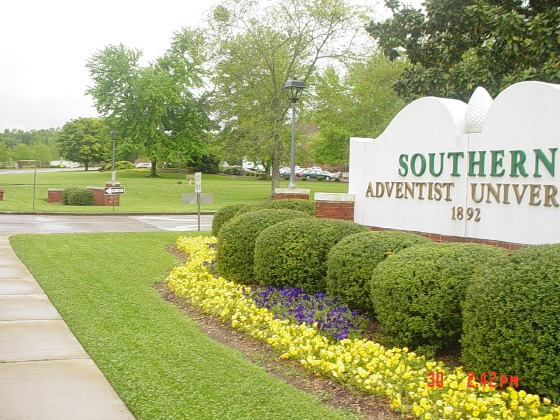 SOUTHERN
ADVENTIST UNIVER
1892
30 2:42 PM